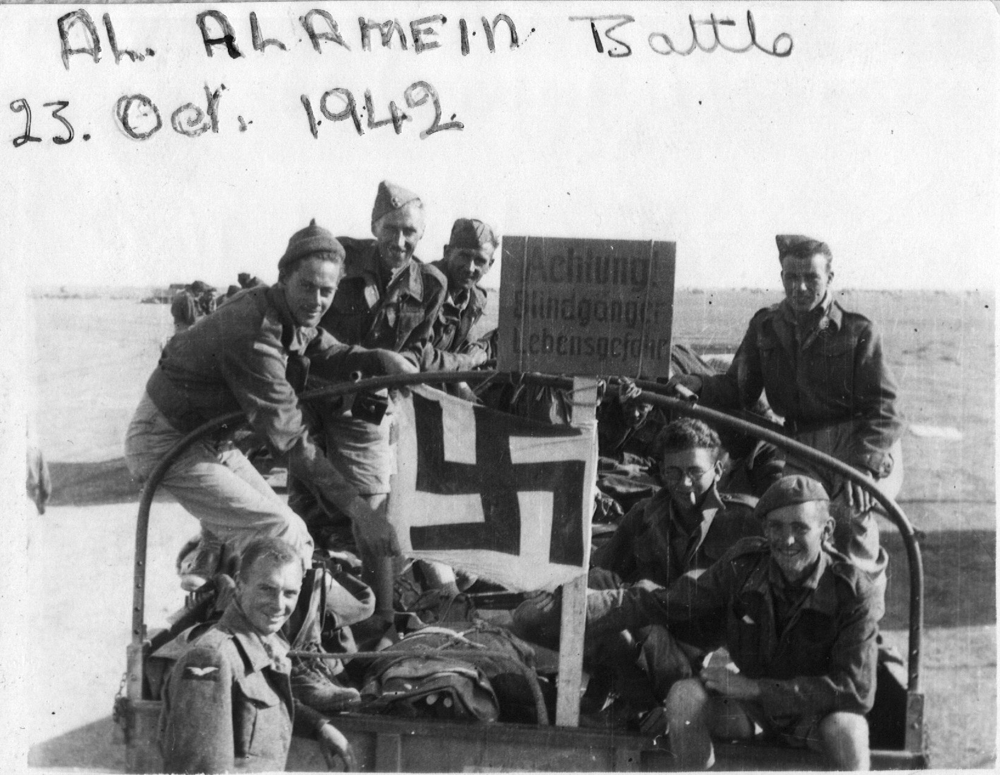 AL. ALAMEIN Battle
23. Oct. 1942
Achtung!
Blindgänger
Lebensgefahr